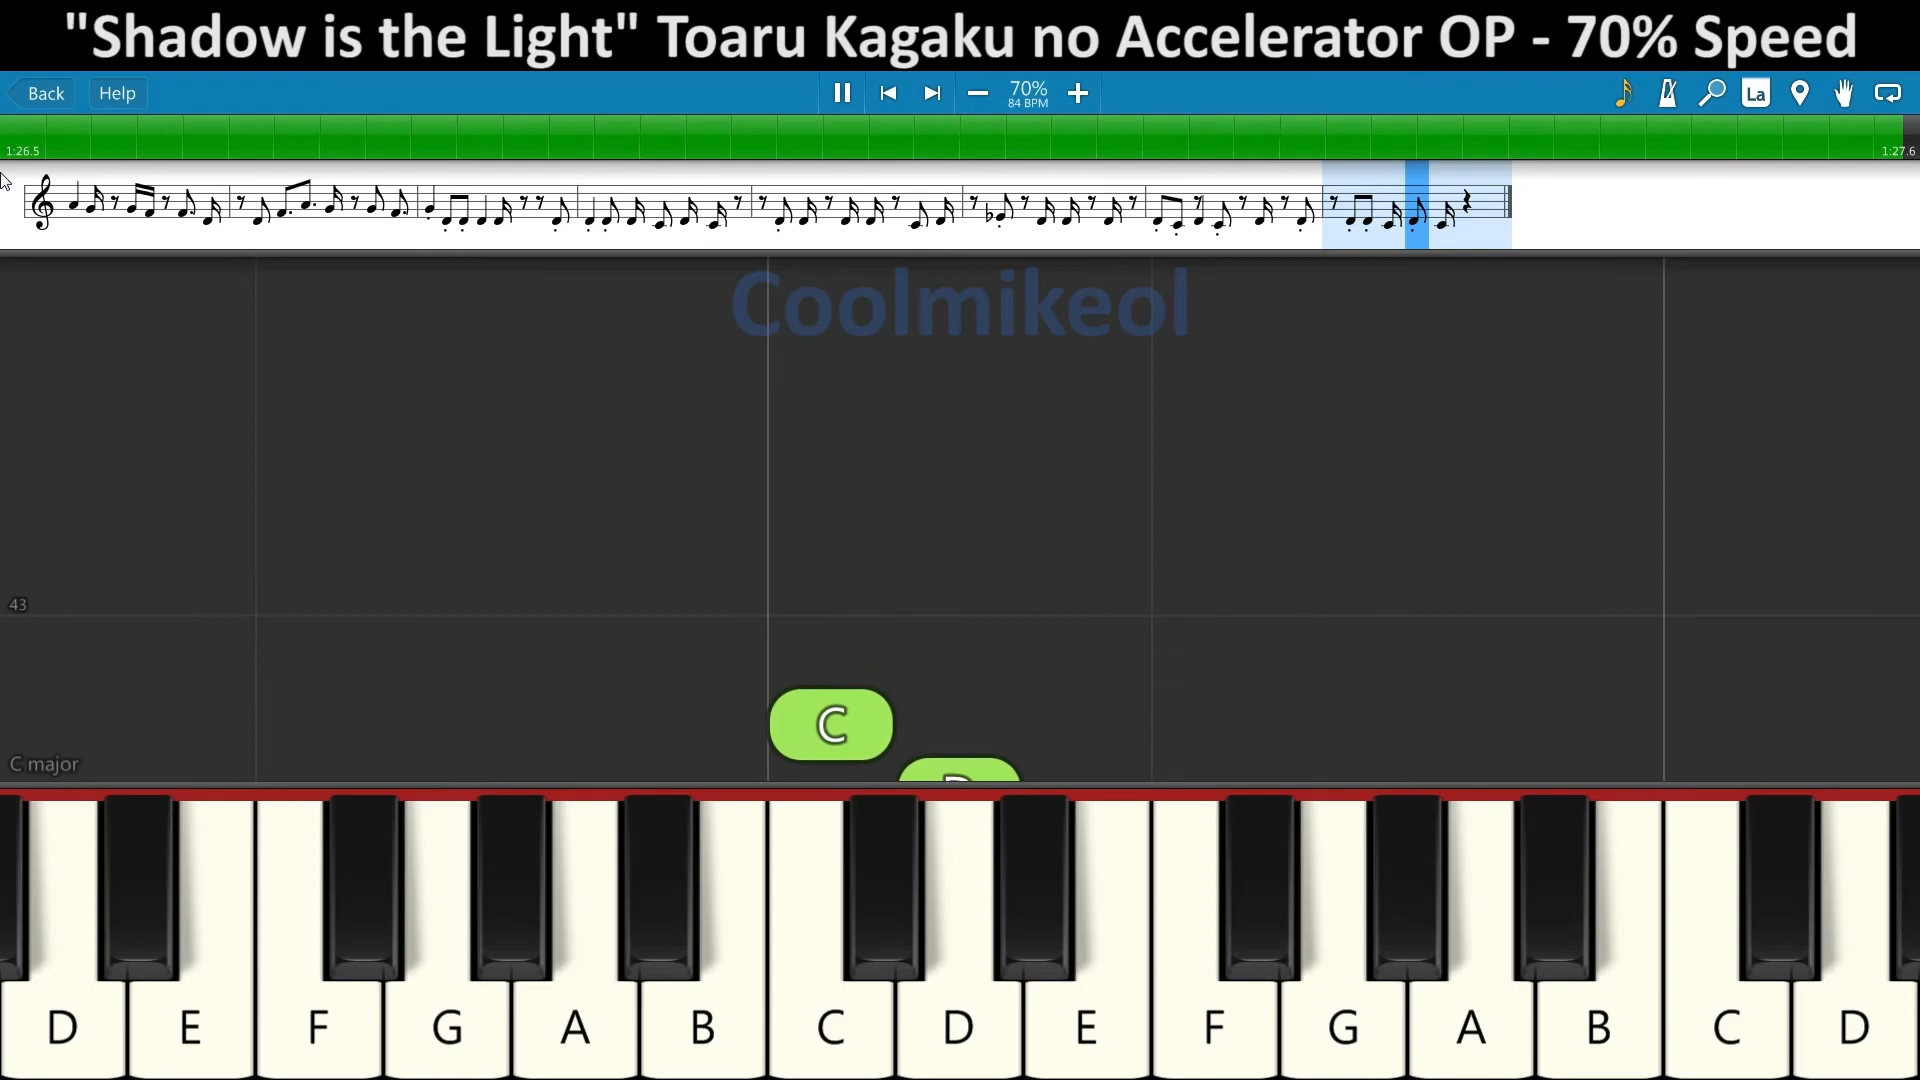 "Shadow is the Light" Toaru Kagaku no Accelerator OP - 70% Speed
Back Help 70% La
84 BPM
1:26.5 1:27.6
Coolmikeol
43
C
D
C major
D E F G A B C D E F G A B C D